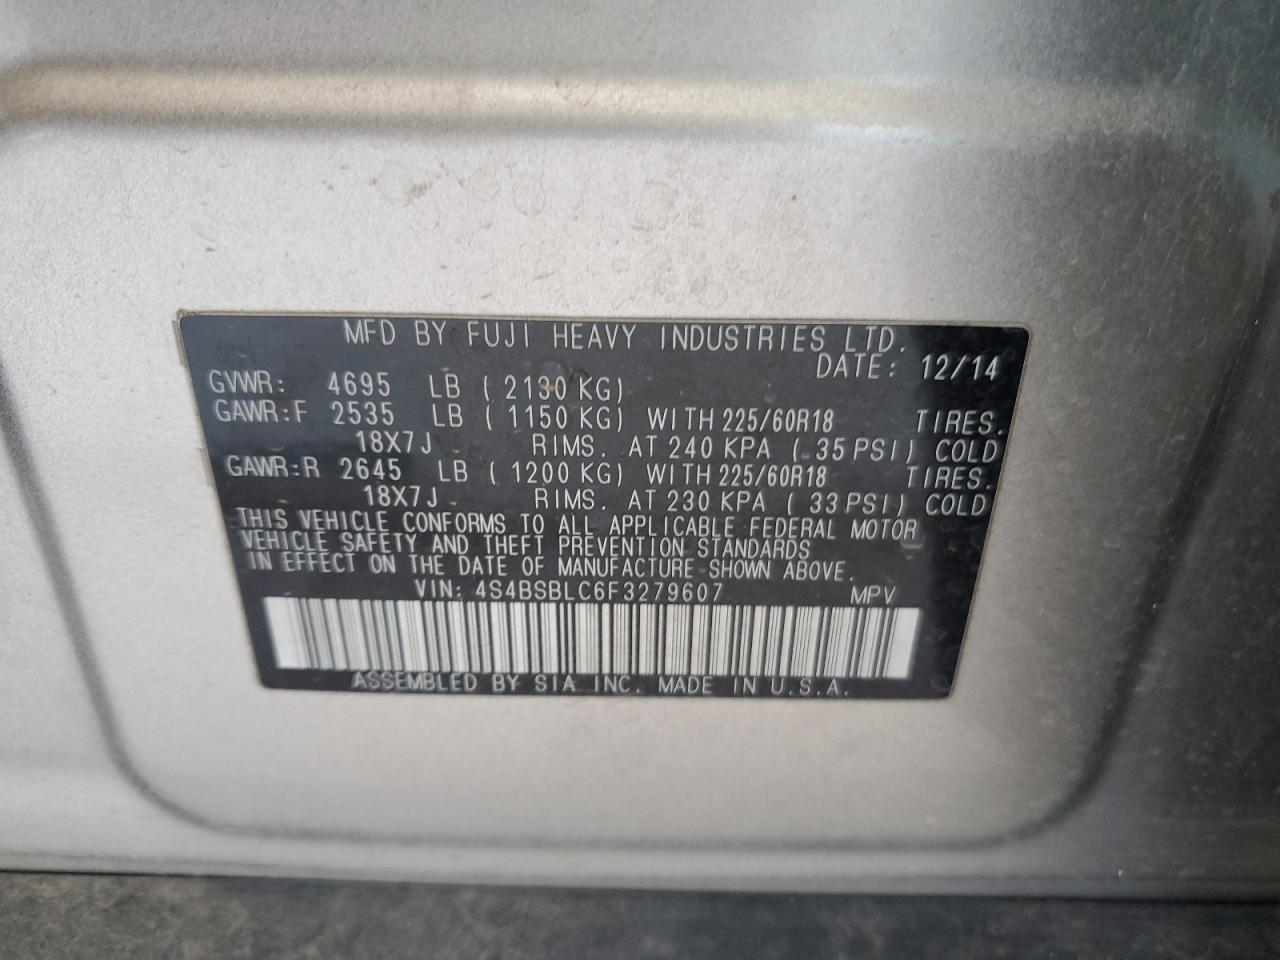 MFD BY FUJI HEAVY INDUSTRIES LTD.
DATE: 12/14
GVWR: 4695 LB ( 2130 KG)
GAWR:F 2535 LB ( 1150 KG) WITH 225/60R18 TIRES.
18X7J RIMS. AT 240 KPA ( 35 PSI) COLD
GAWR:R 2645 LB ( 1200 KG) WITH 225/60R18 TIRES.
18X7J RIMS. AT 230 KPA ( 33 PSI) COLD
THIS VEHICLE CONFORMS TO ALL APPLICABLE FEDERAL MOTOR
VEHICLE SAFETY AND THEFT PREVENTION STANDARDS
IN EFFECT ON THE DATE OF MANUFACTURE SHOWN ABOVE.
VIN: 4S4BSBLC6F3279607 MPV
ASSEMBLED BY SIA INC. MADE IN U.S.A.